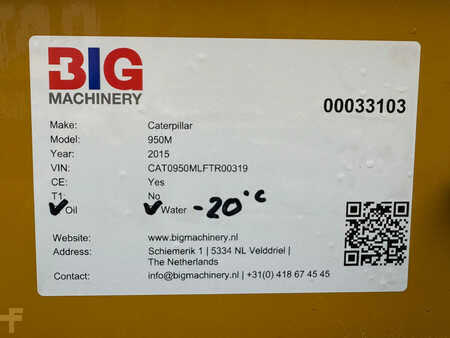 BIG
MACHINERY
00033103
Make: Caterpillar
Model: 950M
Year: 2015
VIN: CAT0950MLFTR00319
CE: Yes
T1: No
✓Oil ✓Water -20°C
Website: www.bigmachinery.nl
Address: Schiemerik 1 | 5334 NL Velddriel |
The Netherlands
Contact: info@bigmachinery.nl | +31(0) 418 67 45 45